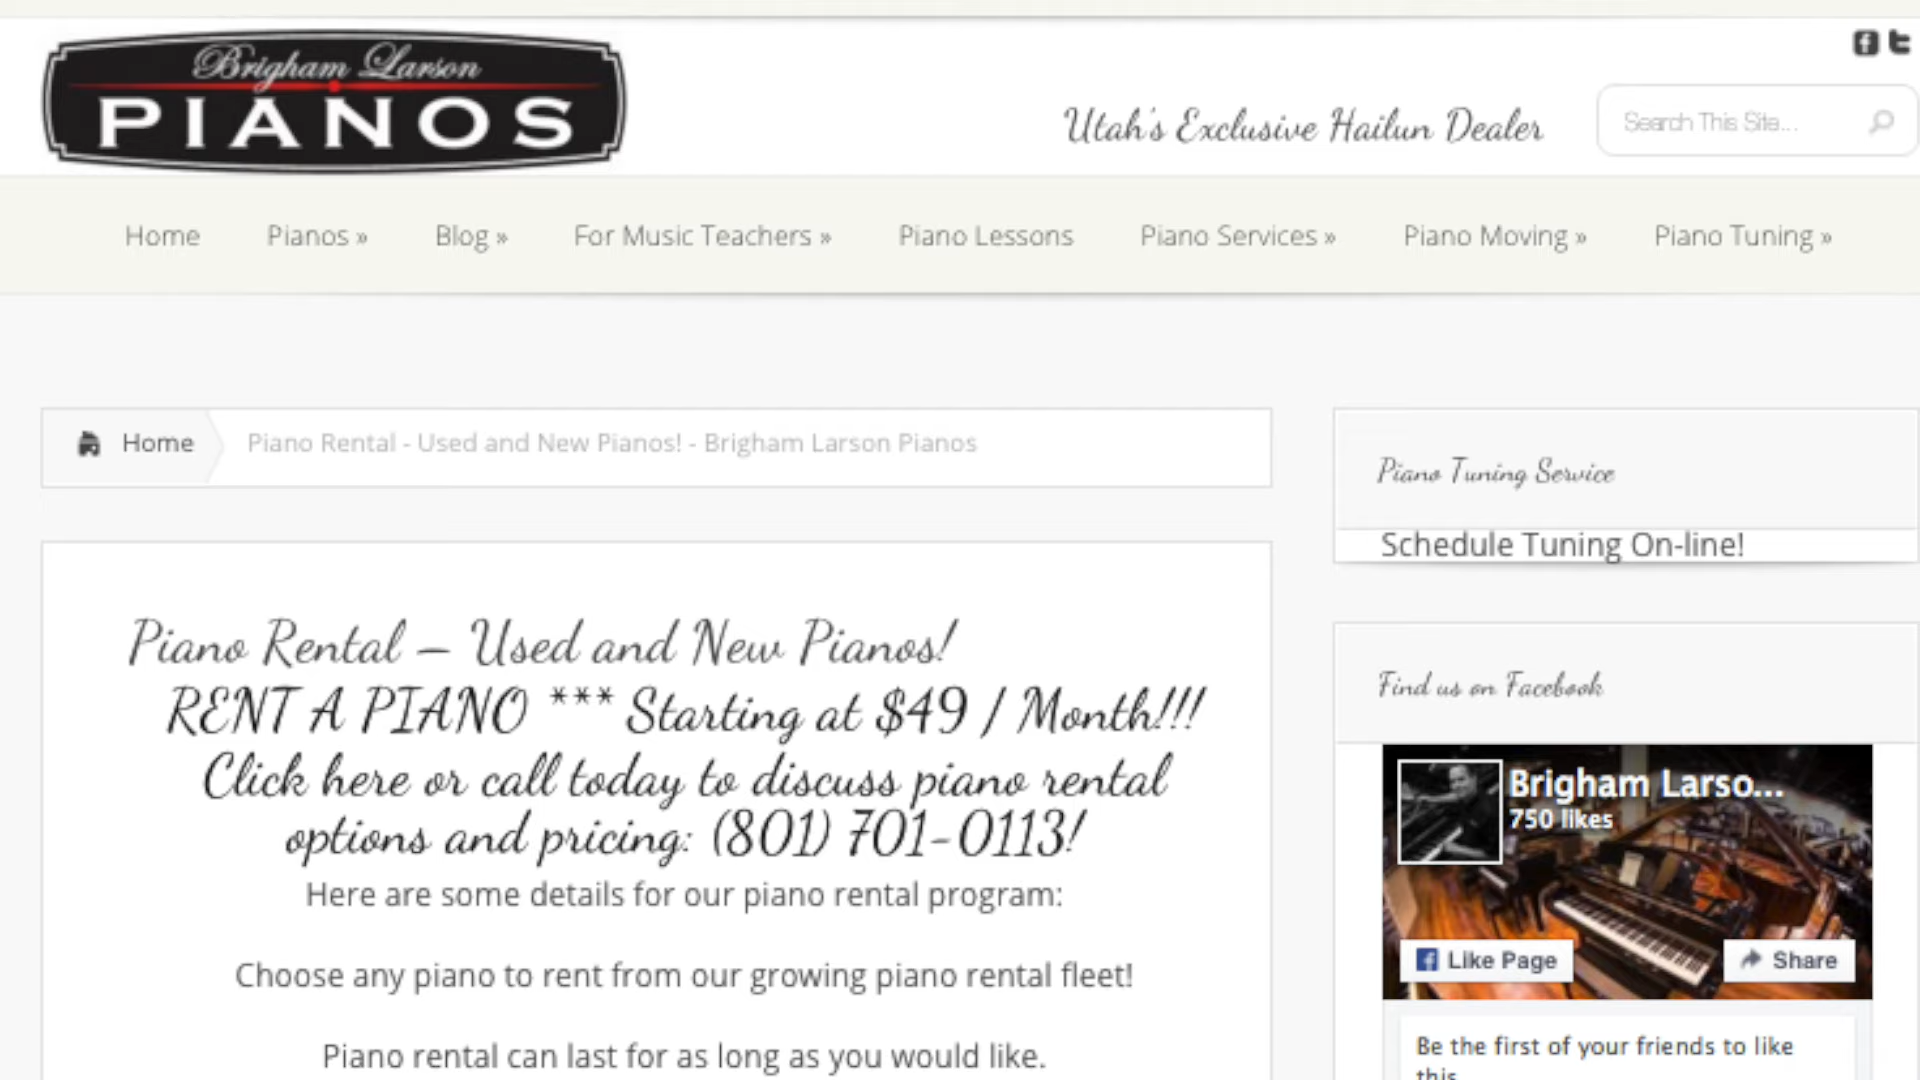 Brigham Larson
PIANOS
Utah's Exclusive Hailun Dealer
Search This Site...
Home
Pianos »
Blog »
For Music Teachers »
Piano Lessons
Piano Services »
Piano Moving »
Piano Tuning »
Home
Piano Rental - Used and New Pianos! - Brigham Larson Pianos
Piano Rental – Used and New Pianos!
RENT A PIANO *** Starting at $49 / Month!!!
Click here or call today to discuss piano rental
options and pricing: (801) 701-0113!
Here are some details for our piano rental program:
Choose any piano to rent from our growing piano rental fleet!
Piano rental can last for as long as you would like.
Piano Tuning Service
Schedule Tuning On-line!
Find us on Facebook
Brigham Larso...
750 likes
Like Page
Share
Be the first of your friends to like
this